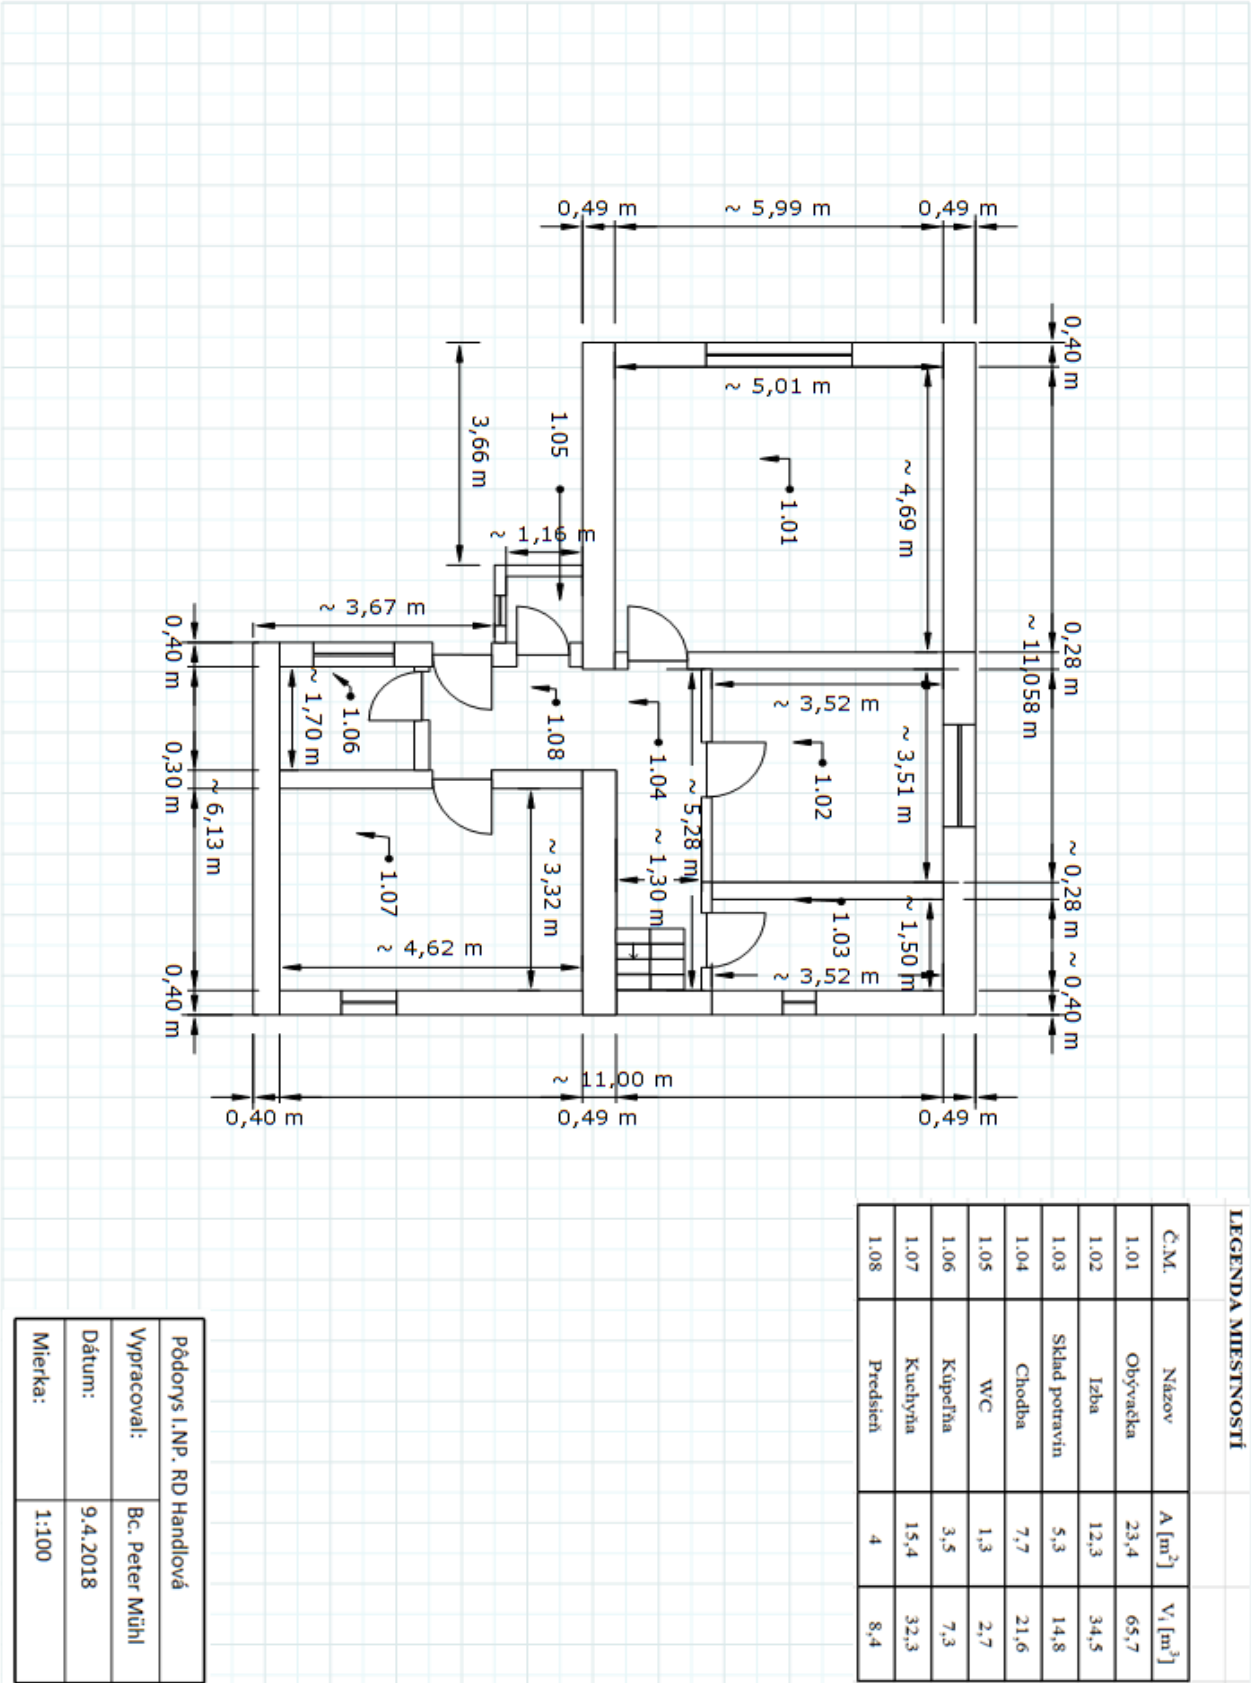 0,49 m
~ 5,99 m
0,49 m
0,40 m
~ 5,01 m
3,66 m
1.05
1.01
~ 4,69 m
~ 1,16 m
~ 3,67 m
0,40 m
0,28 m
~ 11,058 m
~ 1,70 m
1.06
1.08
1.04
~ 3,52 m
~ 3,51 m
1.02
0,30 m
~ 6,13 m
~ 5,28 m
~ 1,30 m
~ 3,32 m
1.07
~ 4,62 m
1.03
~ 1,50 m
~ 3,52 m
~ 0,28 m
~ 0,40 m
0,40 m
~ 11,00 m
0,40 m
0,49 m
0,49 m
LEGENDA MIESTNOSTÍ
Č.M. Názov A [m²] Vᵢ [m³]
1.01 Obývačka 23,4 65,7
1.02 Izba 12,3 34,5
1.03 Sklad potravín 5,3 14,8
1.04 Chodba 7,7 21,6
1.05 WC 1,3 2,7
1.06 Kúpeľňa 3,5 7,3
1.07 Kuchyňa 15,4 32,3
1.08 Predsieň 4 8,4
Pôdorys I.NP. RD Handlová
Vypracoval: Bc. Peter Mühl
Dátum: 9.4.2018
Mierka: 1:100